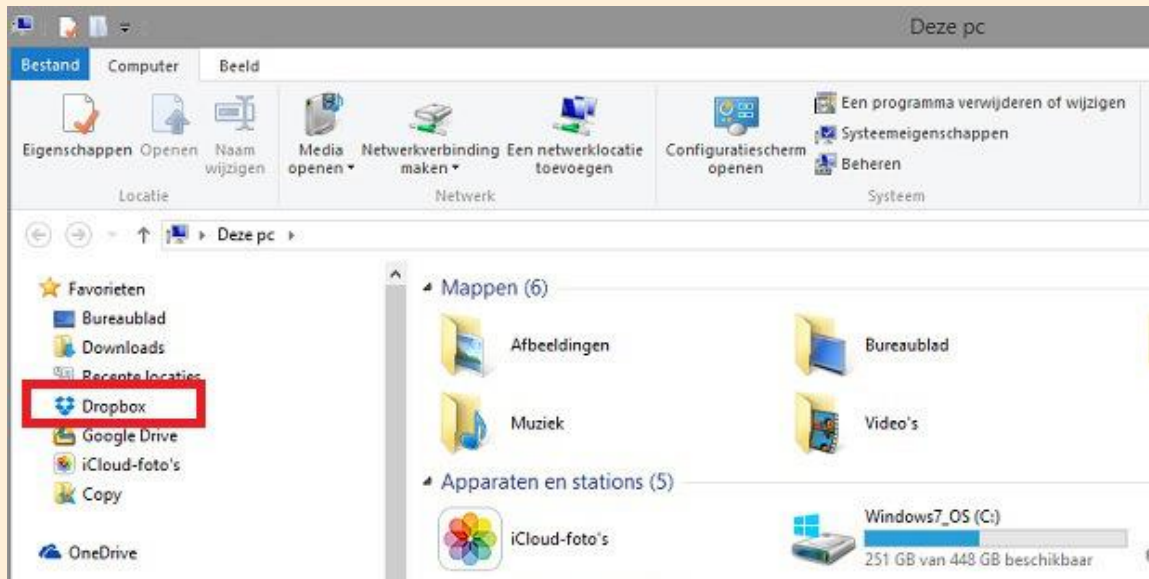 Deze pc
Bestand Computer Beeld
Eigenschappen Openen Naam wijzigen
Media openen
Netwerkverbinding maken
Een netwerklocatie toevoegen
Configuratiescherm openen
Een programma verwijderen of wijzigen
Systeemeigenschappen
Beheren
Locatie Netwerk Systeem
Deze pc
Favorieten
Bureaublad
Downloads
Recente locaties
Dropbox
Google Drive
iCloud-foto's
Copy
OneDrive
Mappen (6)
Afbeeldingen Bureaublad
Muziek Video's
Apparaten en stations (5)
iCloud-foto's
Windows7_OS (C:)
251 GB van 448 GB beschikbaar